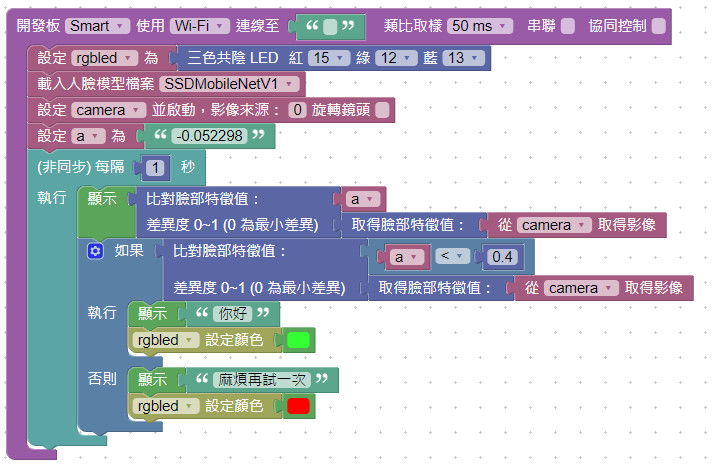 開發板 Smart 使用 Wi-Fi 連線至 “ ” 類比取樣 50 ms 串聯 協同控制
設定 rgbled 為 三色共陰 LED 紅 15 綠 12 藍 13
載入人臉模型檔案 SSDMobileNetV1
設定 camera 並啟動，影像來源： 0 旋轉鏡頭
設定 a 為 “ -0.052298 ”
(非同步) 每隔 1 秒
執行 顯示 比對臉部特徵值： a
差異度 0~1 (0 為最小差異) 取得臉部特徵值： 從 camera 取得影像
如果 比對臉部特徵值： a < 0.4
差異度 0~1 (0 為最小差異) 取得臉部特徵值： 從 camera 取得影像
執行 顯示 “ 你好 ”
rgbled 設定顏色
否則 顯示 “ 麻煩再試一次 ”
rgbled 設定顏色